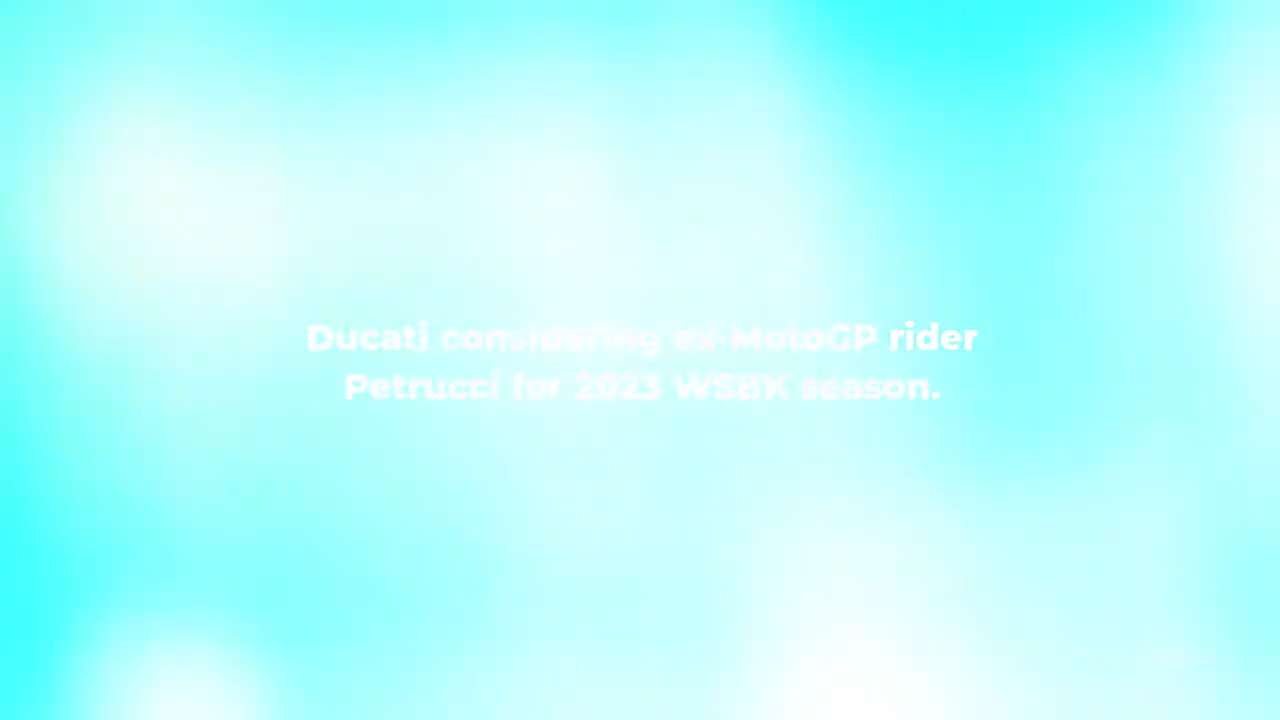 Ducati considering ex-MotoGP rider
Petrucci for 2023 WSBK season.